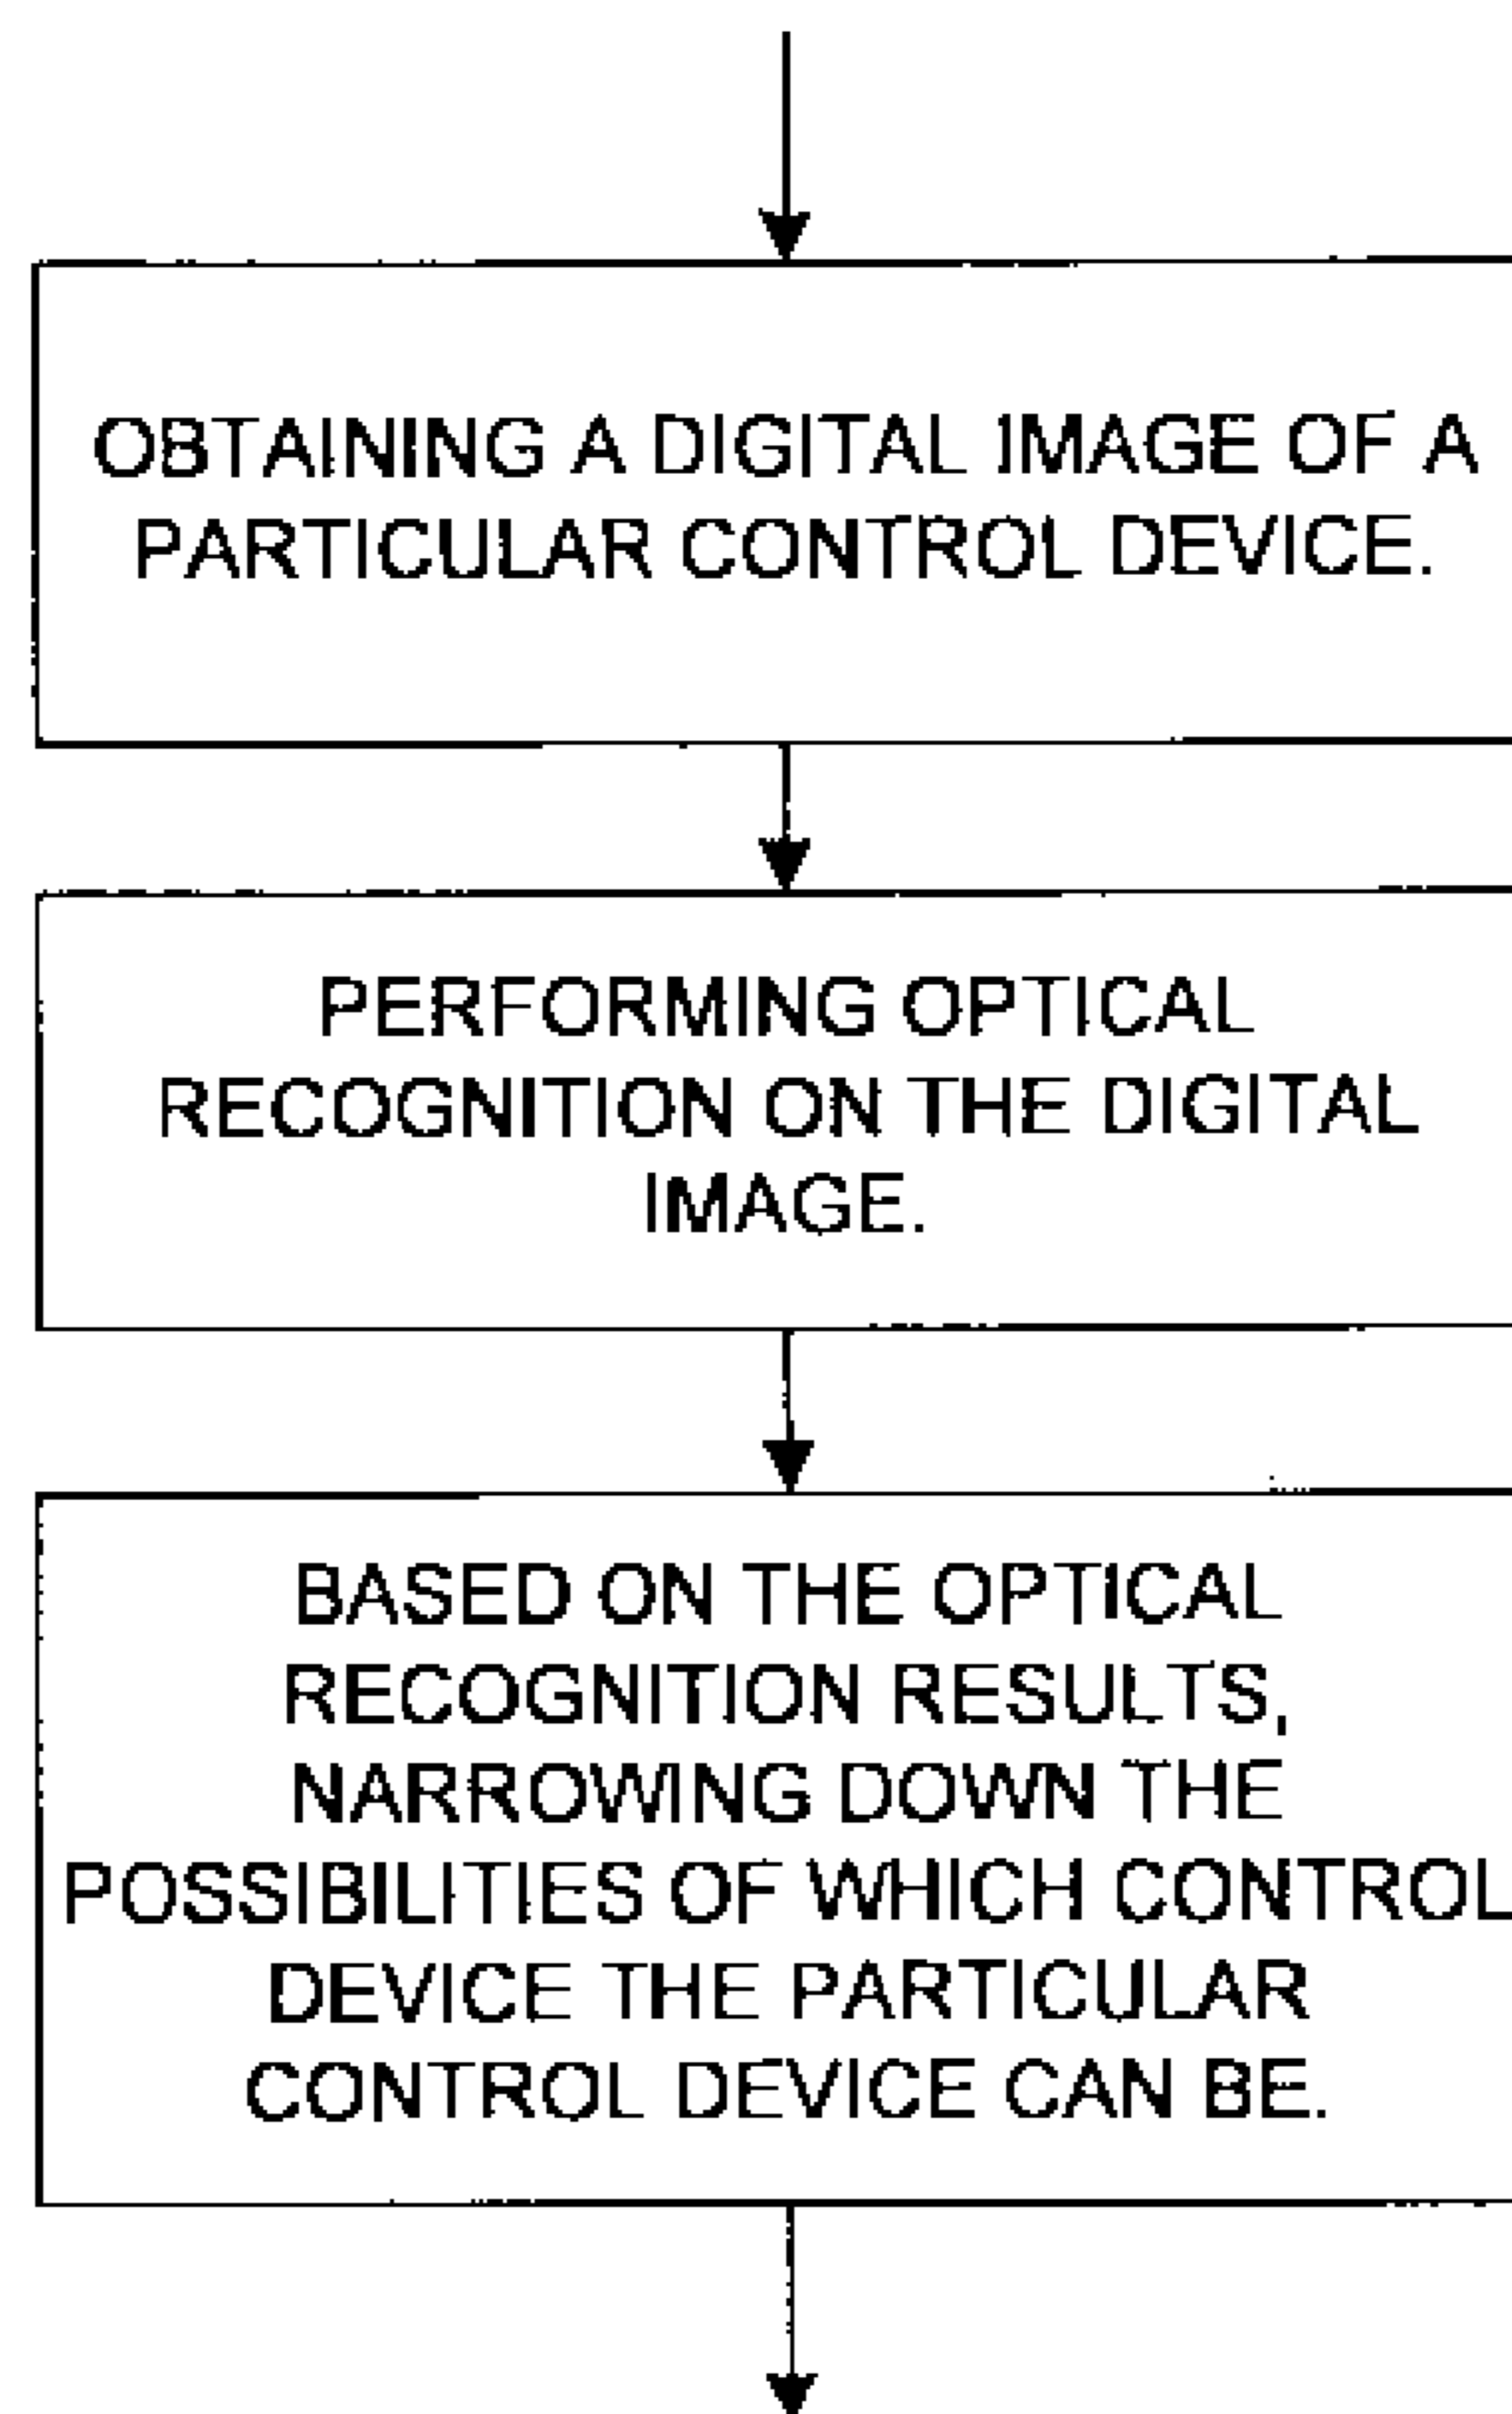 OBTAINING A DIGITAL IMAGE OF A
PARTICULAR CONTROL DEVICE.
PERFORMING OPTICAL
RECOGNITION ON THE DIGITAL
IMAGE.
BASED ON THE OPTICAL
RECOGNITION RESULTS,
NARROWING DOWN THE
POSSIBILITIES OF WHICH CONTROL
DEVICE THE PARTICULAR
CONTROL DEVICE CAN BE.